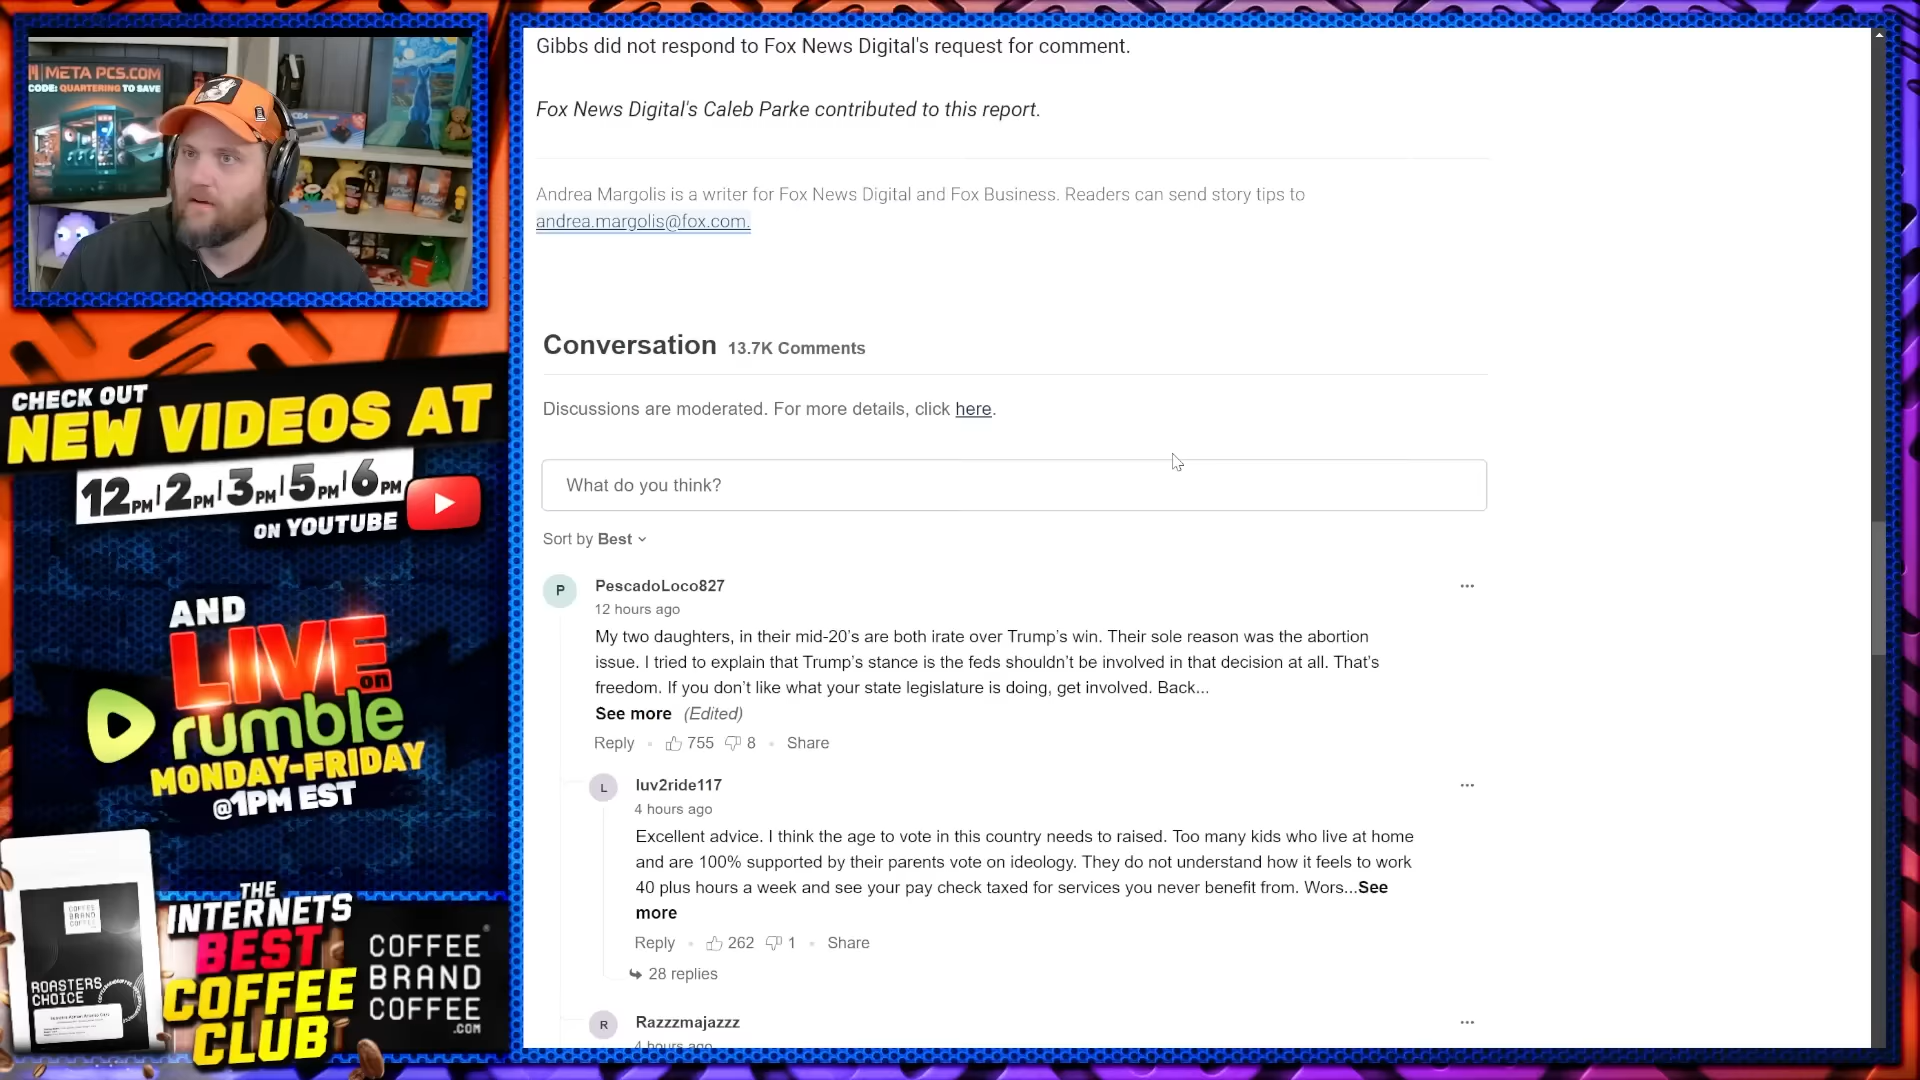 META PCS.COM
CODE: QUARTERING TO SAVE
CHECK OUT
NEW VIDEOS AT
12PM | 2PM | 3PM | 5PM | 6PM
ON YOUTUBE
AND
LIVE
on
rumble
MONDAY-FRIDAY
@1PM EST
THE
INTERNETS
BEST
COFFEE
CLUB
COFFEE
BRAND
COFFEE
ROASTERS
CHOICE
COFFEE®
BRAND
COFFEE
.COM
Gibbs did not respond to Fox News Digital's request for comment.
Fox News Digital's Caleb Parke contributed to this report.
Andrea Margolis is a writer for Fox News Digital and Fox Business. Readers can send story tips to
andrea.margolis@fox.com.
Conversation 13.7K Comments
Discussions are moderated. For more details, click here.
What do you think?
Sort by Best
P
PescadoLoco827
12 hours ago
My two daughters, in their mid-20's are both irate over Trump's win. Their sole reason was the abortion
issue. I tried to explain that Trump's stance is the feds shouldn't be involved in that decision at all. That's
freedom. If you don't like what your state legislature is doing, get involved. Back...
See more (Edited)
Reply • 755 8 • Share
L
luv2ride117
4 hours ago
Excellent advice. I think the age to vote in this country needs to raised. Too many kids who live at home
and are 100% supported by their parents vote on ideology. They do not understand how it feels to work
40 plus hours a week and see your pay check taxed for services you never benefit from. Wors...See
more
Reply • 262 1 • Share
28 replies
R
Razzzmajazzz
4 hours ago